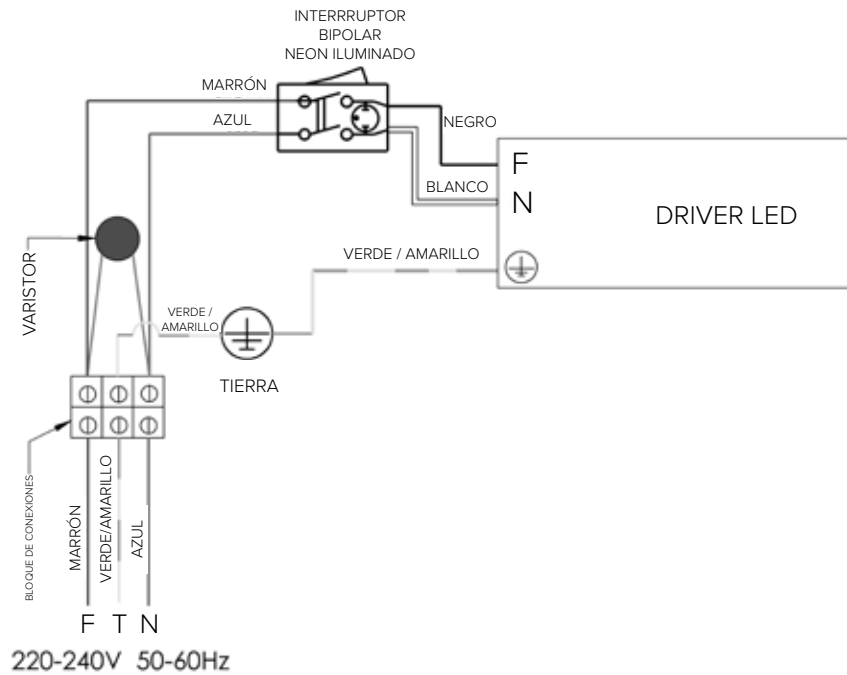 INTERRRUPTOR
BIPOLAR
NEON ILUMINADO
MARRÓN
AZUL
NEGRO
BLANCO
F
N
DRIVER LED
VERDE / AMARILLO
VARISTOR
VERDE /
AMARILLO
TIERRA
BLOQUE DE CONEXIONES
MARRÓN
VERDE/AMARILLO
AZUL
F T N
220-240V 50-60Hz